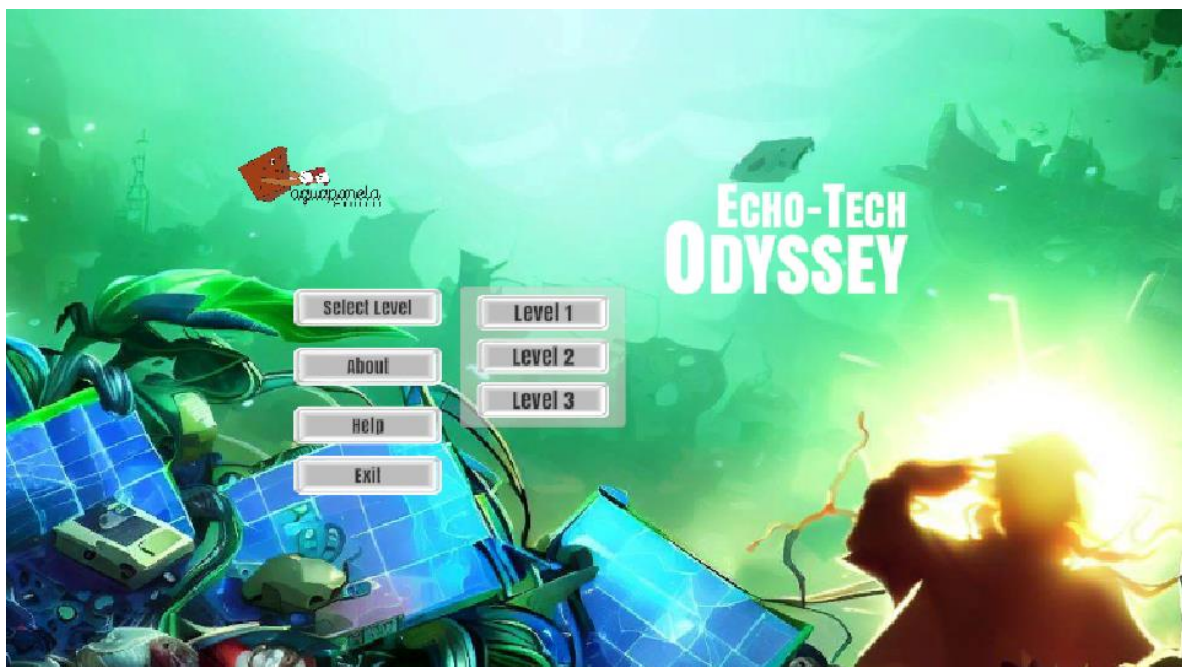 aguapanela
ECHO-TECH
ODYSSEY
Select Level
About
Help
Exit
Level 1
Level 2
Level 3